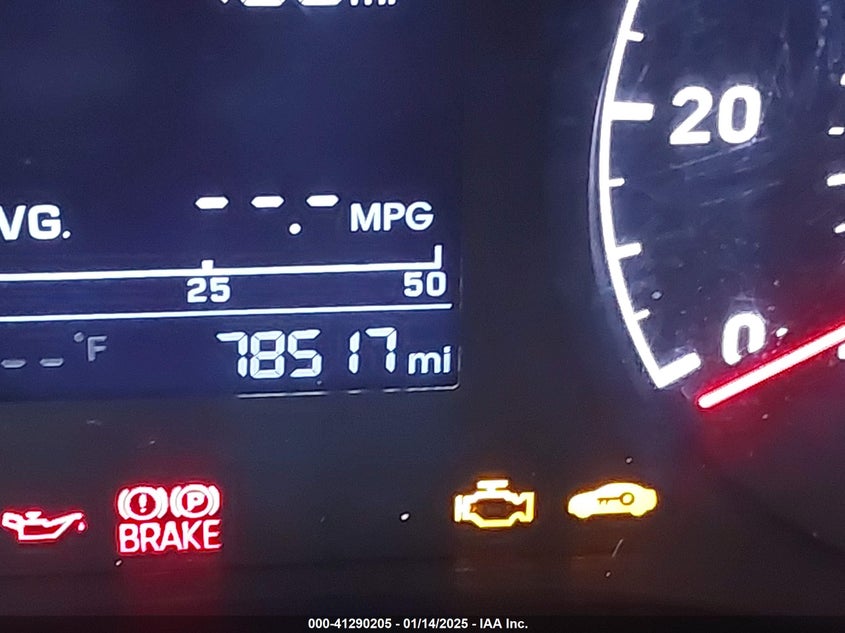 20
VG. --.- MPG
25 50
0
--°F 78517 mi
BRAKE
000-41290205 - 01/14/2025 - IAA Inc.